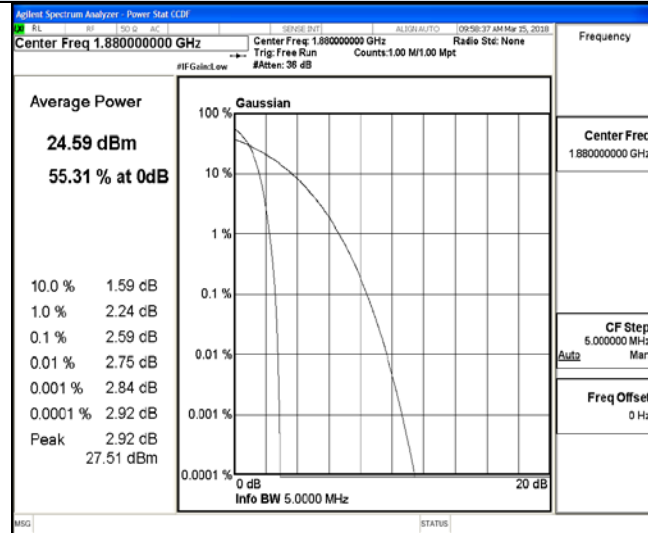 Agilent Spectrum Analyzer - Power Stat CCDF
RL RF 50 Ω AC SENSE:INT ALIGN AUTO 09:58:37 AM Mar 15, 2018
Center Freq 1.880000000 GHz
Center Freq: 1.880000000 GHz Radio Std: None
Trig: Free Run Counts:1.00 M/1.00 Mpt
#IFGain:Low #Atten: 36 dB
Frequency
Average Power
24.59 dBm
55.31 % at 0dB
10.0 % 1.59 dB
1.0 % 2.24 dB
0.1 % 2.59 dB
0.01 % 2.75 dB
0.001 % 2.84 dB
0.0001 % 2.92 dB
Peak 2.92 dB
27.51 dBm
Gaussian
100 %
10 %
1 %
0.1 %
0.01 %
0.001 %
0.0001 %
0 dB 20 dB
Info BW 5.0000 MHz
Center Freq
1.880000000 GHz
CF Step
5.000000 MHz
Auto Man
Freq Offset
0 Hz
MSG STATUS